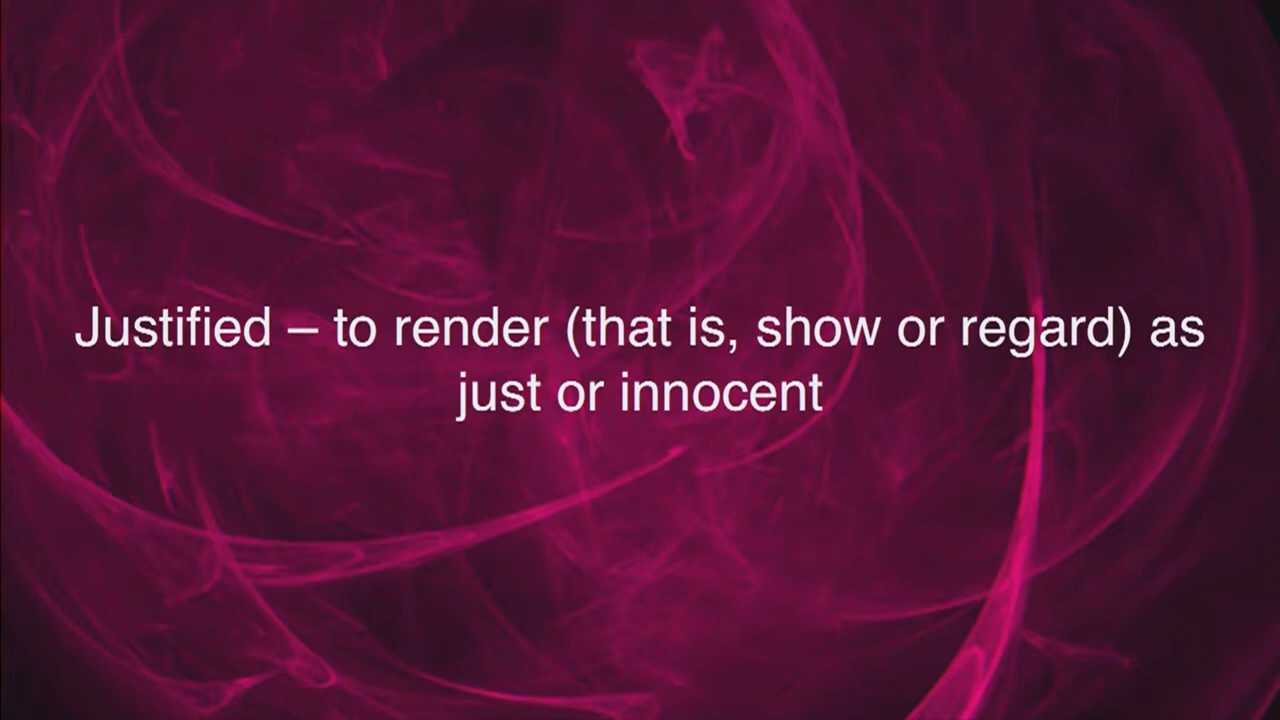 Justified – to render (that is, show or regard) as
just or innocent